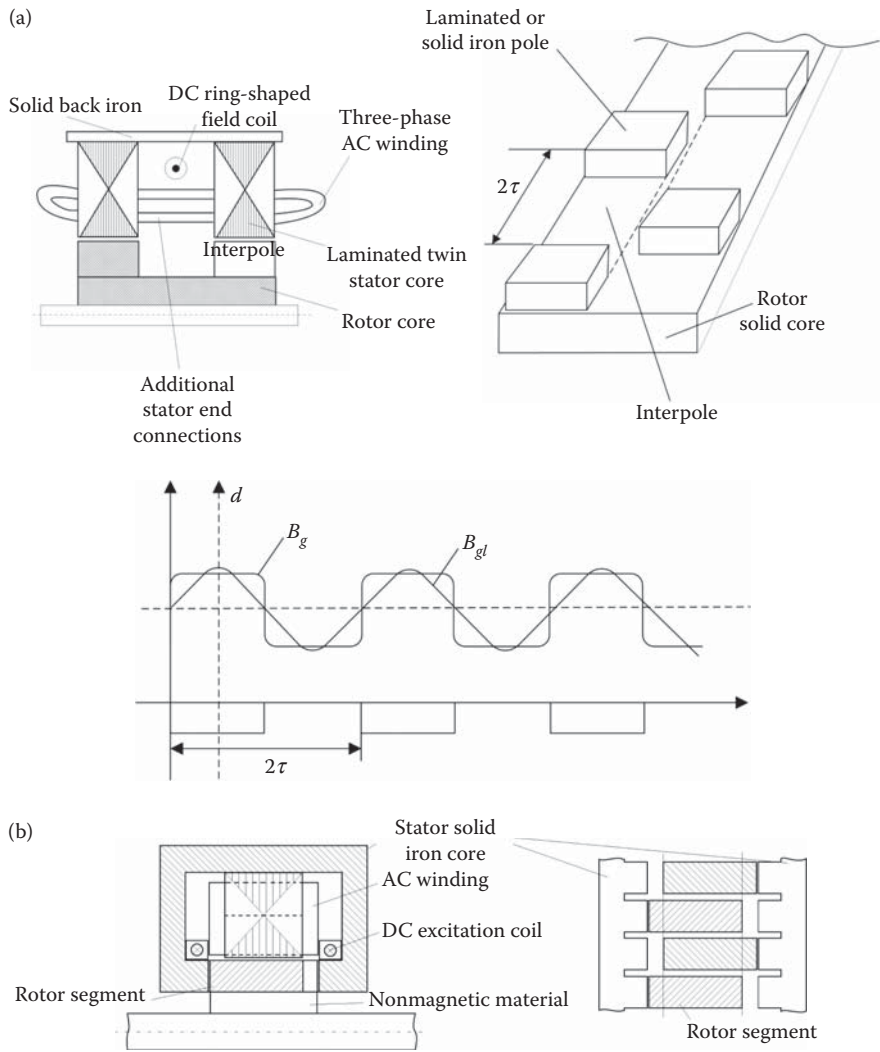 (a)
Laminated or
solid iron pole
Solid back iron
DC ring-shaped
field coil
Three-phase
AC winding
2τ
Interpole
Laminated twin
stator core
Rotor core
Rotor
solid core
Additional
stator end
connections
Interpole
d
B_g
B_gl
2τ
(b)
Stator solid
iron core
AC winding
DC excitation coil
Rotor segment
Nonmagnetic material
Rotor segment